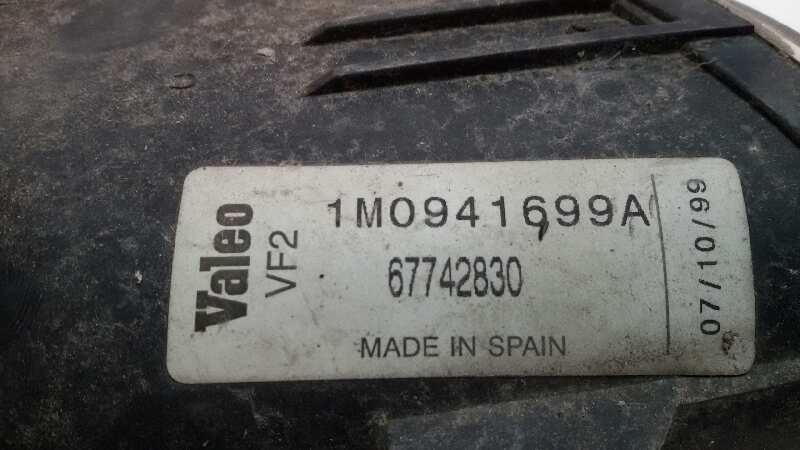 Valeo
VF2
1M0941699A
67742830
MADE IN SPAIN
07/10/99